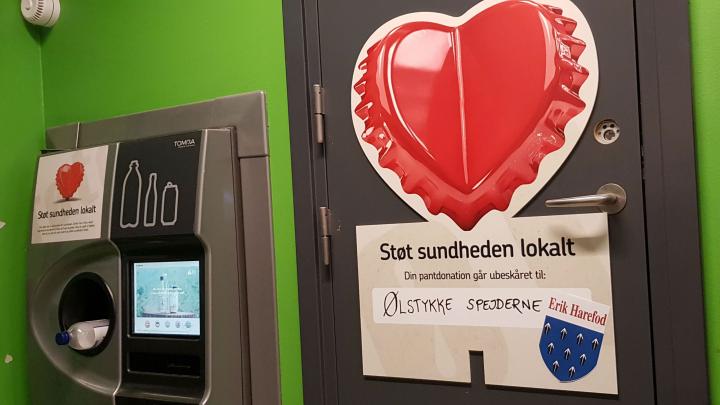 TOMRA
Støt sundheden lokalt
Støt sundheden lokalt
Din pantdonation går ubeskåret til:
ØLSTYKKE SPEJDERNE
Erik Harefod